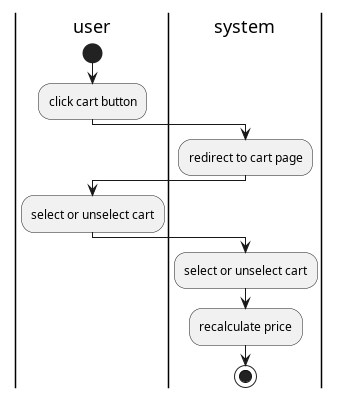 user
system
click cart button
redirect to cart page
select or unselect cart
select or unselect cart
recalculate price